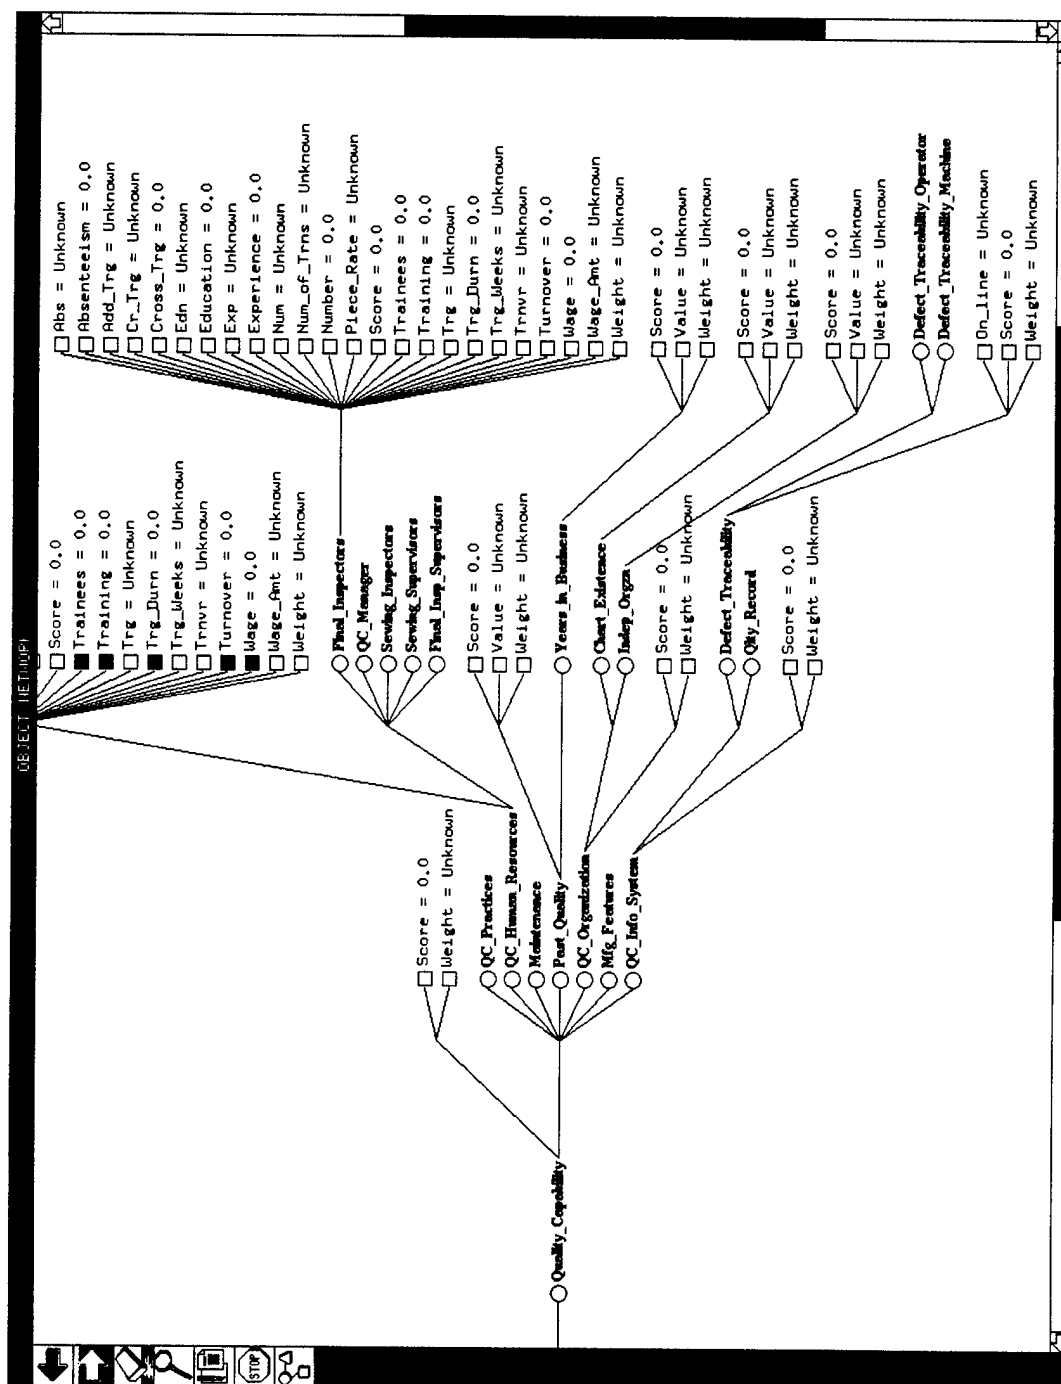 OBJECT NETWORK
Quality_Capability
Score = 0.0
Weight = Unknown
QC_Practices
QC_Human_Resources
Maintenance
Past_Quality
QC_Organization
Mfg_Features
QC_Info_System
Score = 0.0
Trainees = 0.0
Training = 0.0
Trg = Unknown
Trg_Durn = 0.0
Trg_Weeks = Unknown
Trnvr = Unknown
Turnover = 0.0
Wage = 0.0
Wage_Amt = Unknown
Weight = Unknown
Final_Inspectors
QC_Manager
Sewing_Inspectors
Sewing_Supervisors
Final_Insp_Supervisors
Score = 0.0
Value = Unknown
Weight = Unknown
Years_in_Business
Chart_Existence
Indep_Orgzn
Score = 0.0
Weight = Unknown
Defect_Traceability
Qlty_Record
Score = 0.0
Weight = Unknown
Abs = Unknown
Absenteeism = 0.0
Add_Trg = Unknown
Cr_Trg = Unknown
Cross_Trg = 0.0
Edn = Unknown
Education = 0.0
Exp = Unknown
Experience = 0.0
Num = Unknown
Num_of_Trns = Unknown
Number = 0.0
Piece_Rate = Unknown
Score = 0.0
Trainees = 0.0
Training = 0.0
Trg = Unknown
Trg_Durn = 0.0
Trg_Weeks = Unknown
Trnvr = Unknown
Turnover = 0.0
Wage = 0.0
Wage_Amt = Unknown
Weight = Unknown
Score = 0.0
Value = Unknown
Weight = Unknown
Score = 0.0
Value = Unknown
Weight = Unknown
Score = 0.0
Value = Unknown
Weight = Unknown
Defect_Traceability_Operator
Defect_Traceability_Machine
On_line = Unknown
Score = 0.0
Weight = Unknown
STOP